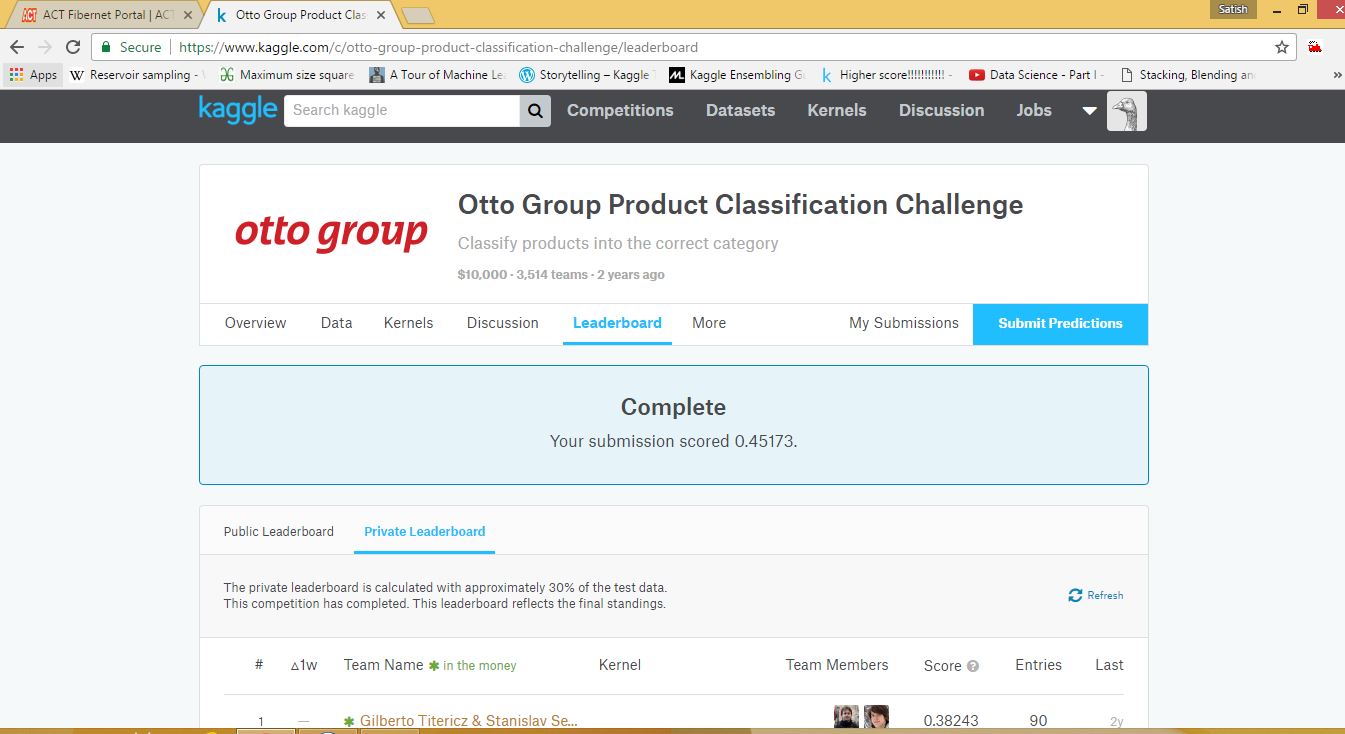 Satish
ACT Fibernet Portal | ACT
Otto Group Product Clas
Secure
https://www.kaggle.com/c/otto-group-product-classification-challenge/leaderboard
Apps
Reservoir sampling -
Maximum size square
A Tour of Machine Le
Storytelling – Kaggle
Kaggle Ensembling Gu
Higher score!!!!!!!!!!! -
Data Science - Part I -
Stacking, Blending an
»
kaggle
Search kaggle
Competitions
Datasets
Kernels
Discussion
Jobs
otto group
Otto Group Product Classification Challenge
Classify products into the correct category
$10,000 · 3,514 teams · 2 years ago
Overview
Data
Kernels
Discussion
Leaderboard
More
My Submissions
Submit Predictions
Complete
Your submission scored 0.45173.
Public Leaderboard
Private Leaderboard
The private leaderboard is calculated with approximately 30% of the test data.
This competition has completed. This leaderboard reflects the final standings.
Refresh
# △1w Team Name ✱ in the money Kernel Team Members Score Entries Last
1 — ✱ Gilberto Titericz & Stanislav Se... 0.38243 90 2y